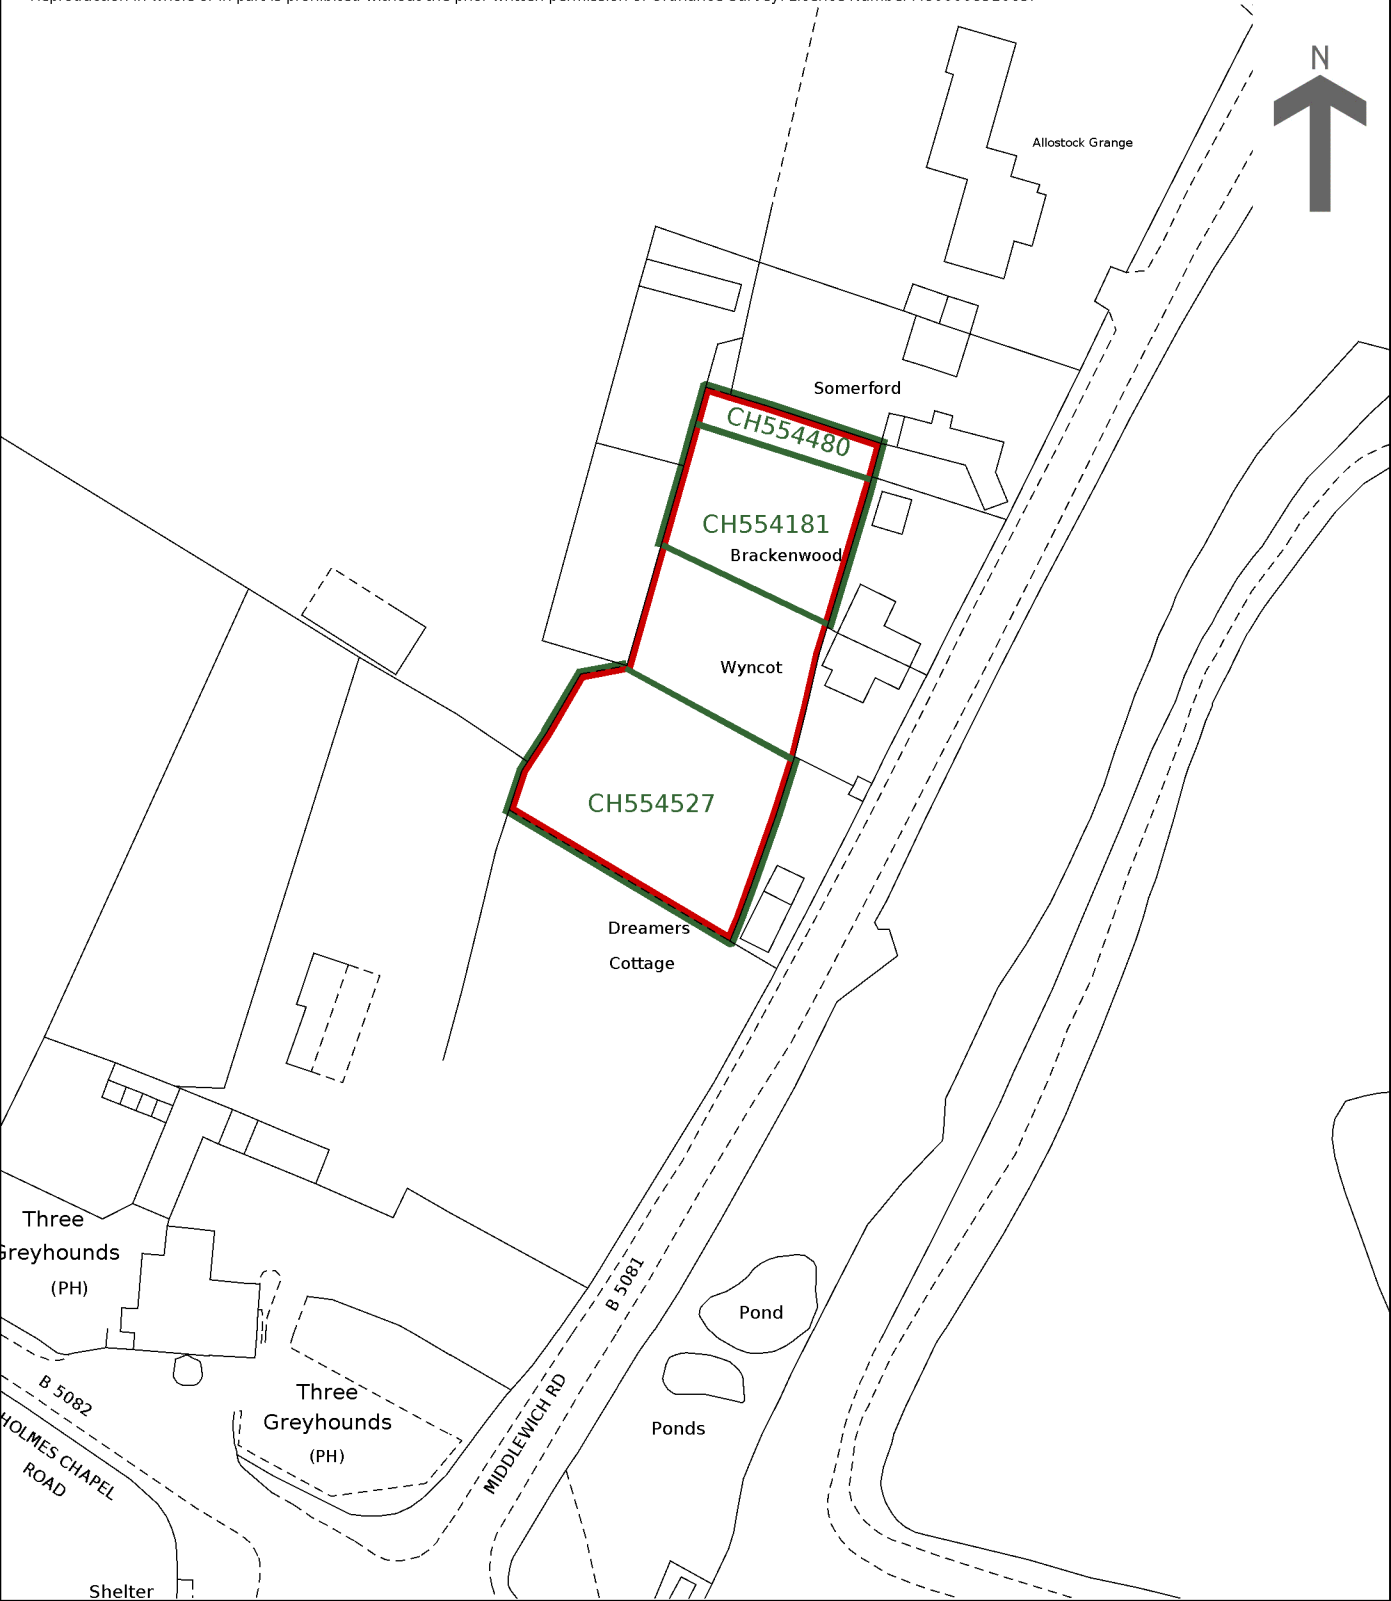 N
Allostock Grange
Somerford
CH554480
CH554181
Brackenwood
Wyncot
CH554527
Dreamers
Cottage
Three
Greyhounds
(PH)
B 5081
Pond
B 5082
Three
Greyhounds
(PH)
MIDDLEWICH RD
Ponds
HOLMES CHAPEL
ROAD
Shelter